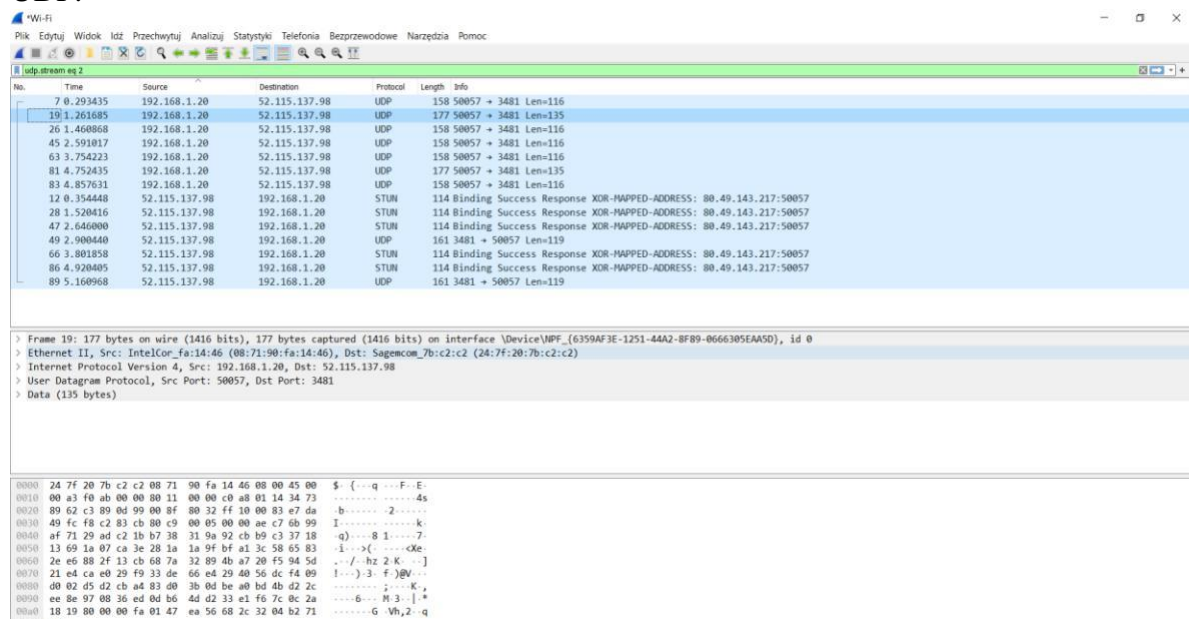 *Wi-Fi
Plik Edytuj Widok Idź Przechwytuj Analizuj Statystyki Telefonia Bezprzewodowe Narzędzia Pomoc
udp.stream eq 2
No. Time Source Destination Protocol Length Info
7 0.293435 192.168.1.20 52.115.137.98 UDP 158 50057 → 3481 Len=116
19 1.261685 192.168.1.20 52.115.137.98 UDP 177 50057 → 3481 Len=135
26 1.460868 192.168.1.20 52.115.137.98 UDP 158 50057 → 3481 Len=116
45 2.591017 192.168.1.20 52.115.137.98 UDP 158 50057 → 3481 Len=116
63 3.754223 192.168.1.20 52.115.137.98 UDP 158 50057 → 3481 Len=116
81 4.752435 192.168.1.20 52.115.137.98 UDP 177 50057 → 3481 Len=135
83 4.857631 192.168.1.20 52.115.137.98 UDP 158 50057 → 3481 Len=116
12 0.354448 52.115.137.98 192.168.1.20 STUN 114 Binding Success Response XOR-MAPPED-ADDRESS: 80.49.143.217:50057
28 1.520416 52.115.137.98 192.168.1.20 STUN 114 Binding Success Response XOR-MAPPED-ADDRESS: 80.49.143.217:50057
47 2.646000 52.115.137.98 192.168.1.20 STUN 114 Binding Success Response XOR-MAPPED-ADDRESS: 80.49.143.217:50057
49 2.900440 52.115.137.98 192.168.1.20 UDP 161 3481 → 50057 Len=119
66 3.801858 52.115.137.98 192.168.1.20 STUN 114 Binding Success Response XOR-MAPPED-ADDRESS: 80.49.143.217:50057
86 4.920405 52.115.137.98 192.168.1.20 STUN 114 Binding Success Response XOR-MAPPED-ADDRESS: 80.49.143.217:50057
89 5.160968 52.115.137.98 192.168.1.20 UDP 161 3481 → 50057 Len=119
> Frame 19: 177 bytes on wire (1416 bits), 177 bytes captured (1416 bits) on interface \Device\NPF_{6359AF3E-1251-44A2-8F89-0666305EAA5D}, id 0
> Ethernet II, Src: IntelCor_fa:14:46 (08:71:90:fa:14:46), Dst: Sagemcom_7b:c2:c2 (24:7f:20:7b:c2:c2)
> Internet Protocol Version 4, Src: 192.168.1.20, Dst: 52.115.137.98
> User Datagram Protocol, Src Port: 50057, Dst Port: 3481
> Data (135 bytes)
0000 24 7f 20 7b c2 c2 08 71 90 fa 14 46 08 00 45 00 $· {···q ···F··E·
0010 00 a3 f0 ab 00 00 80 11 00 00 c0 a8 01 14 34 73 ········ ······4s
0020 89 62 c3 89 0d 99 00 8f 80 32 ff 10 00 83 e7 da ·b······ ·2······
0030 49 fc f8 c2 83 cb 80 c9 00 05 00 00 ae c7 6b 99 I······· ······k·
0040 af 71 29 ad c2 1b b7 38 31 9a 92 cb b9 c3 37 18 ·q)····8 1·····7·
0050 13 69 1a 07 ca 3e 28 1a 1a 9f bf a1 3c 58 65 83 ·i···>(· ····<Xe·
0060 2e e6 88 2f 13 cb 68 7a 32 89 4b a7 20 f5 94 5d .··/··hz 2·K· ··]
0070 21 e4 ca e0 29 f9 33 de 66 e4 29 40 56 dc f4 09 !···)·3· f·)@V···
0080 d0 02 d5 d2 cb a4 83 d0 3b 0d be a0 bd 4b d2 2c ········ ;····K·,
0090 ee 8e 97 08 36 ed 0d b6 4d d2 33 e1 f6 7c 0c 2a ····6··· M·3··|·*
00a0 18 19 80 00 00 fa 01 47 ea 56 68 2c 32 04 b2 71 ·······G ·Vh,2··q